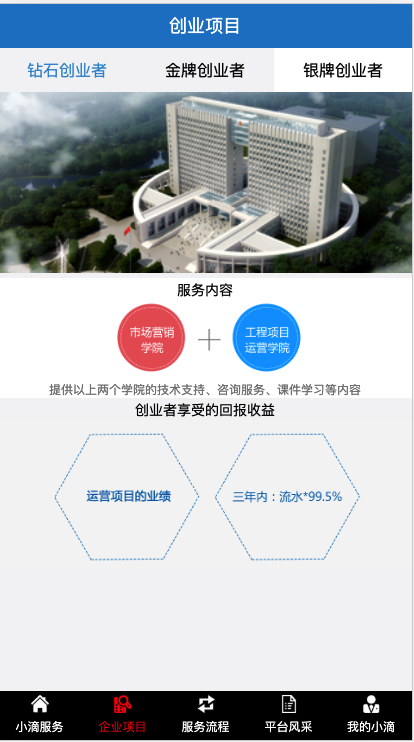 创业项目
钻石创业者
金牌创业者
银牌创业者
服务内容
市场营销
学院
工程项目
运营学院
提供以上两个学院的技术支持、咨询服务、课件学习等内容
创业者享受的回报收益
运营项目的业绩
三年内：流水*99.5%
小滴服务
企业项目
服务流程
平台风采
我的小滴